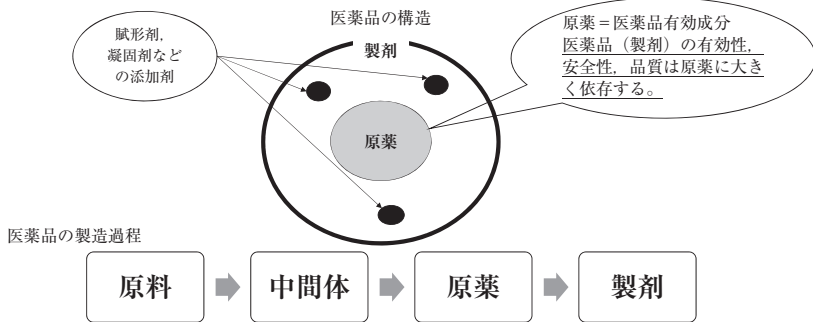 医薬品の構造
賦形剤，
凝固剤など
の添加剤
製剤
原薬＝医薬品有効成分
医薬品（製剤）の有効性，
安全性，品質は原薬に大き
く依存する。
原薬
医薬品の製造過程
原料
中間体
原薬
製剤